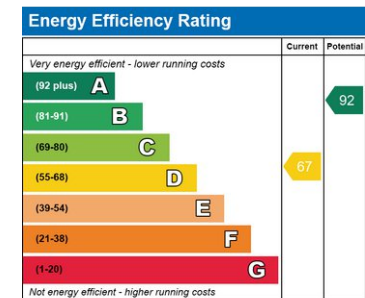 Energy Efficiency Rating
Current Potential
Very energy efficient - lower running costs
(92 plus) A
92
(81-91) B
(69-80) C
67
(55-68) D
(39-54) E
(21-38) F
(1-20) G
Not energy efficient - higher running costs